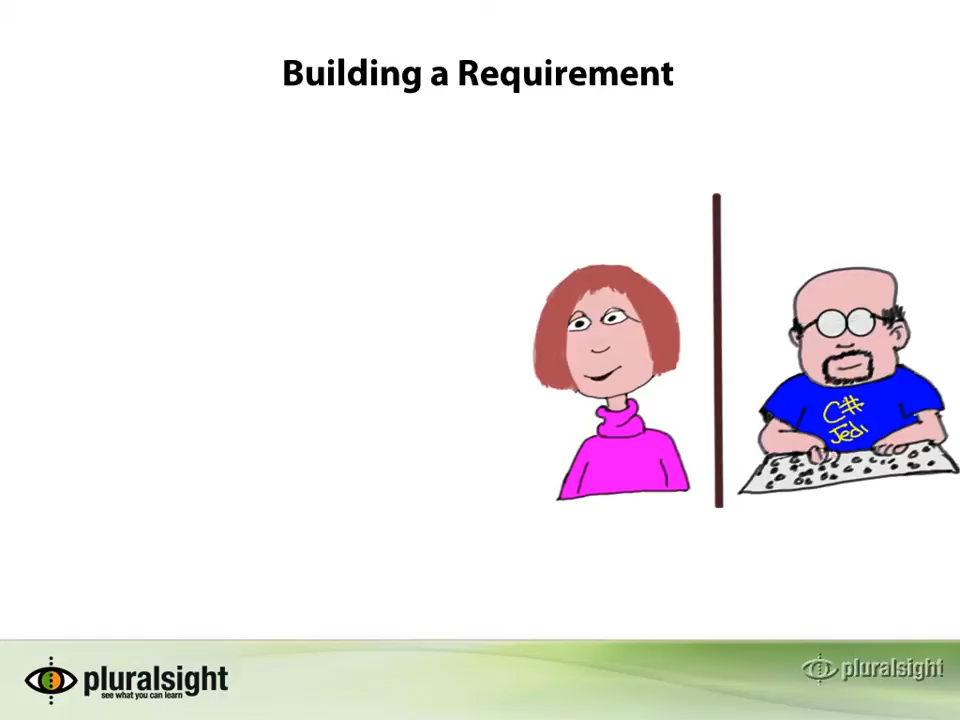 Building a Requirement
C#
Jedi
pluralsight
see what you can learn
pluralsight